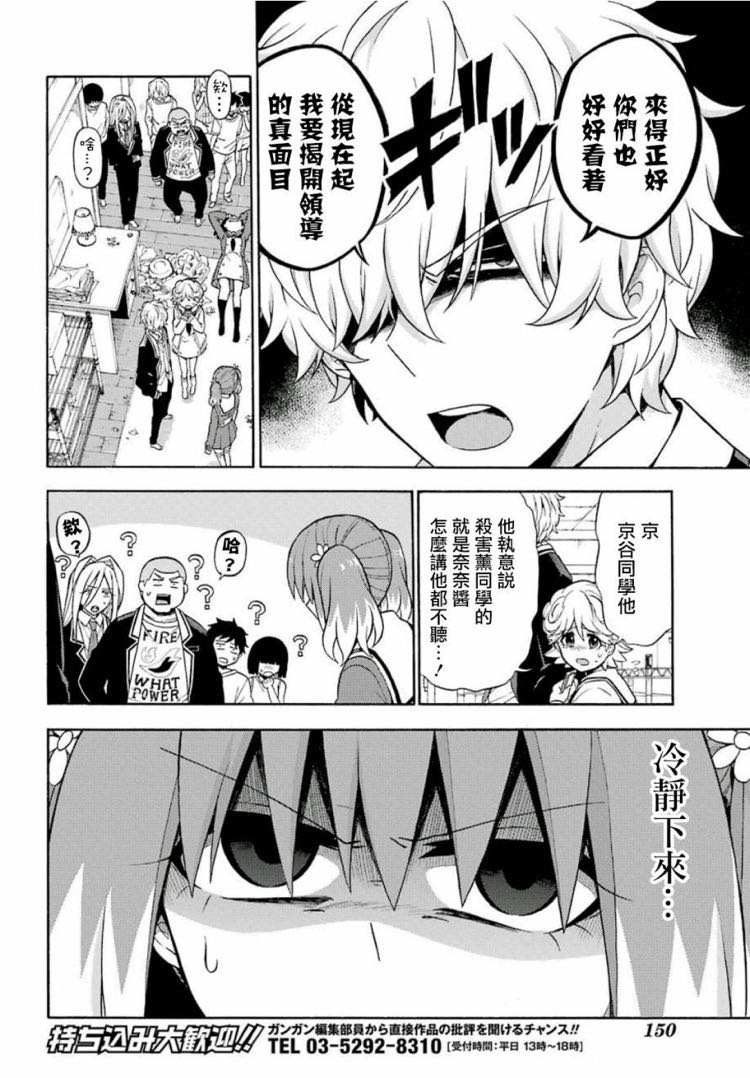 來得正好
你們也
好好看著
從現在起
我要揭開領導
的真面目
ギギッ
欸…
啥…？
京
京谷同學他
他執意說
殺害薰同學的
就是奈奈醬
怎麼講他都不聽…！
哈？
欸？
?
?
?
?
?
?
FIRE
WHAT
POWER
FIRE
WHAT
POWER
冷靜下來…
持ち込み大歓迎!!
ガンガン編集部員から直接作品の批評を聞けるチャンス!!
TEL 03-5292-8310 [受付時間：平日 13時～18時]
150